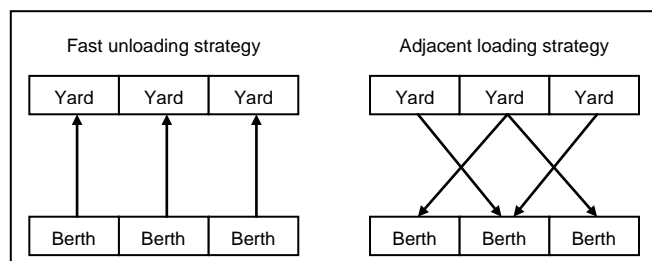 Fast unloading strategy
Yard Yard Yard
Berth Berth Berth
Adjacent loading strategy
Yard Yard Yard
Berth Berth Berth